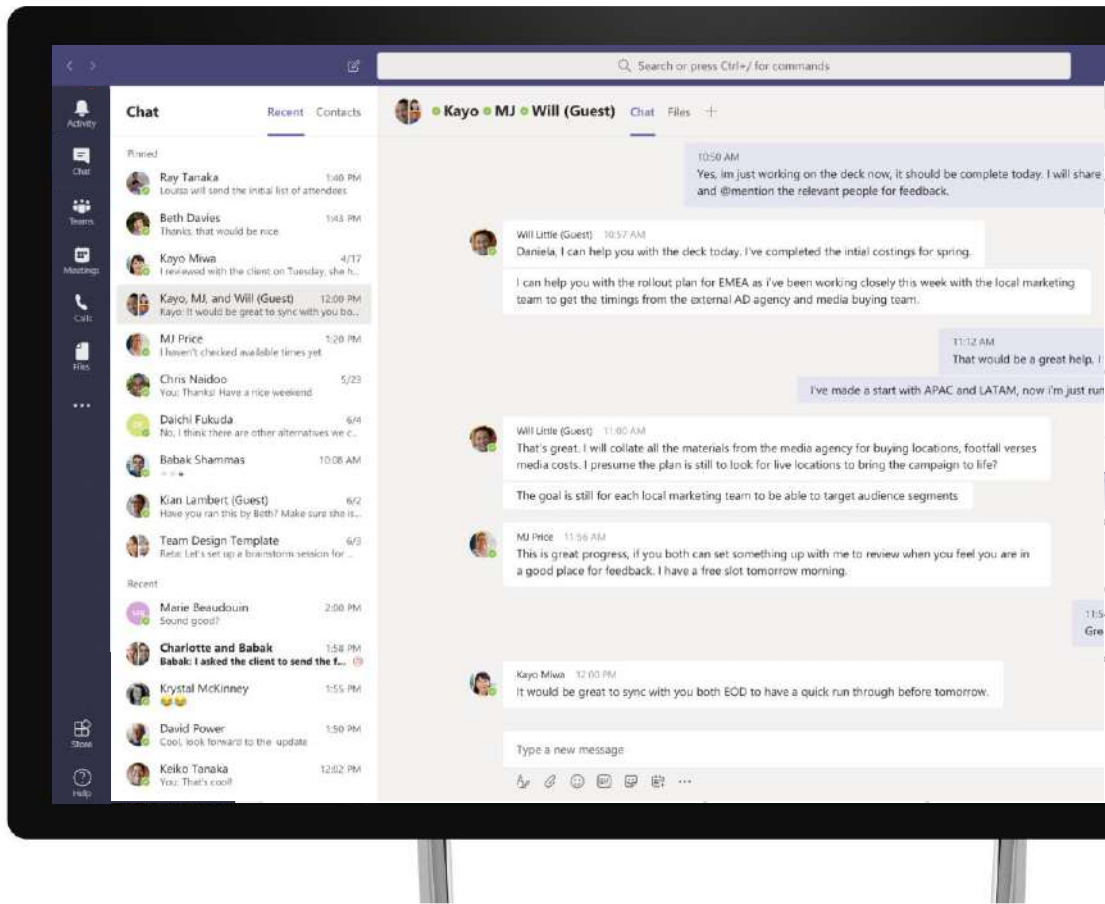 Search or press Ctrl+/ for commands
Activity
Chat
Teams
Meetings
Calls
Files
Store
Help
Chat
Recent Contacts
Pinned
Ray Tanaka 1:40 PM
Louisa will send the initial list of attendees
Beth Davies 1:43 PM
Thanks, that would be nice.
Kayo Miwa 4/17
I reviewed with the client on Tuesday, she h...
Kayo, MJ, and Will (Guest) 12:00 PM
Kayo: It would be great to sync with you bo...
MJ Price 1:20 PM
I haven't checked available times yet
Chris Naidoo 5/23
You: Thanks! Have a nice weekend
Daichi Fukuda 6/4
No, I think there are other alternatives we c...
Babak Shammas 10:08 AM
Kian Lambert (Guest) 6/2
Have you ran this by Beth? Make sure she is...
Team Design Template 6/3
Reta: Let's set up a brainstorm session for ...
Recent
Marie Beaudouin 2:00 PM
Sound good?
Charlotte and Babak 1:58 PM
Babak: I asked the client to send the f...
Krystal McKinney 1:55 PM
David Power 1:50 PM
Cool, look forward to the update
Keiko Tanaka 12:02 PM
You: That's cool!
Kayo MJ Will (Guest) Chat Files
10:50 AM
Yes, im just working on the deck now, it should be complete today. I will share
and @mention the relevant people for feedback.
Will Little (Guest) 10:57 AM
Daniela, I can help you with the deck today. I've completed the intial costings for spring.
I can help you with the rollout plan for EMEA as i've been working closely this week with the local marketing
team to get the timings from the external AD agency and media buying team.
11:12 AM
That would be a great help, I
I've made a start with APAC and LATAM, now i'm just run
Will Little (Guest) 11:00 AM
That's great. I will collate all the materials from the media agency for buying locations, footfall verses
media costs. I presume the plan is still to look for live locations to bring the campaign to life?
The goal is still for each local marketing team to be able to target audience segments
MJ Price 11:56 AM
This is great progress, if you both can set something up with me to review when you feel you are in
a good place for feedback. I have a free slot tomorrow morning.
11:5
Gre
Kayo Miwa 12:00 PM
It would be great to sync with you both EOD to have a quick run through before tomorrow.
Type a new message